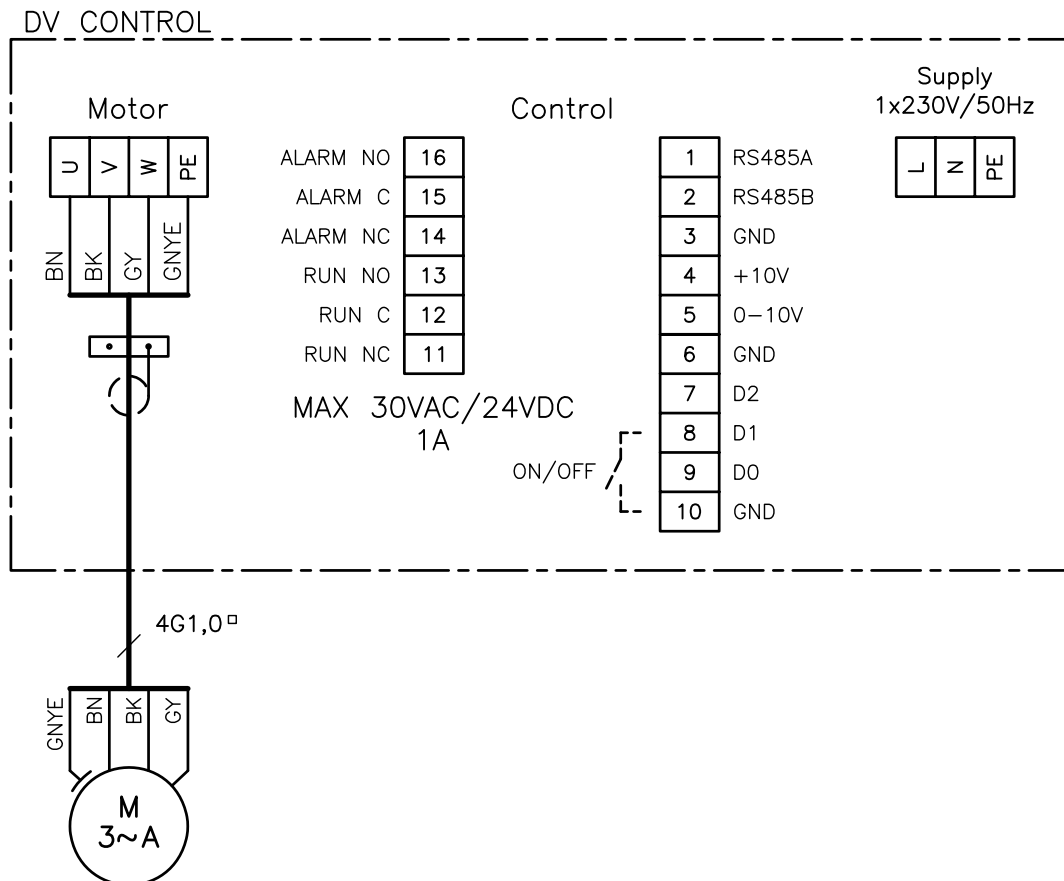 DV CONTROL
Motor
U V W PE
BN BK GY GNYE
Control
ALARM NO 16
ALARM C 15
ALARM NC 14
RUN NO 13
RUN C 12
RUN NC 11
MAX 30VAC/24VDC
1A
1 RS485A
2 RS485B
3 GND
4 +10V
5 0-10V
6 GND
7 D2
8 D1
9 D0
10 GND
ON/OFF
Supply
1x230V/50Hz
L N PE
4G1,0▫
GNYE BN BK GY
M
3~A